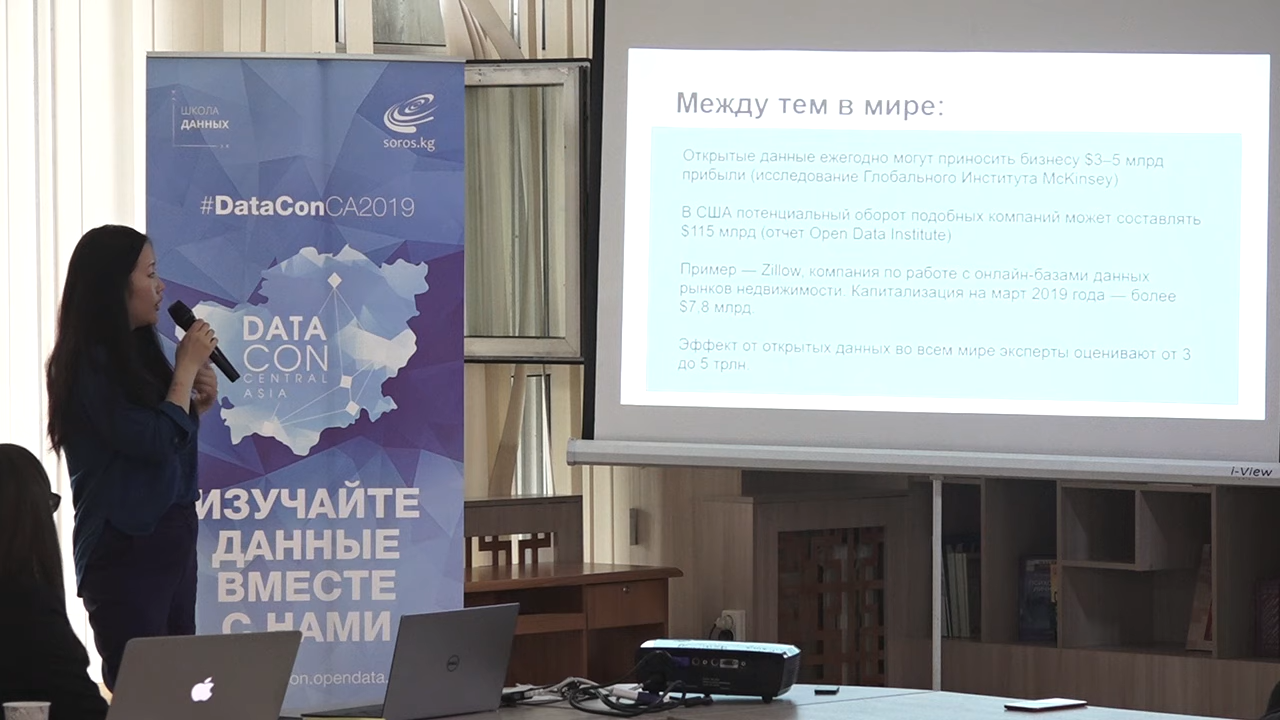 ШКОЛА
ДАННЫХ
soros.kg
#DataConCA2019
DATA
CON
CENTRAL
ASIA
ИЗУЧАЙТЕ
ДАННЫЕ
ВМЕСТЕ
С НАМИ
on.opendata.
Между тем в мире:
Открытые данные ежегодно могут приносить бизнесу $3–5 млрд
прибыли (исследование Глобального Института McKinsey)
В США потенциальный оборот подобных компаний может составлять
$115 млрд (отчет Open Data Institute)
Пример — Zillow, компания по работе с онлайн-базами данных
рынков недвижимости. Капитализация на март 2019 года — более
$7,8 млрд.
Эффект от открытых данных во всем мире эксперты оценивают от 3
до 5 трлн
i-View
DELL